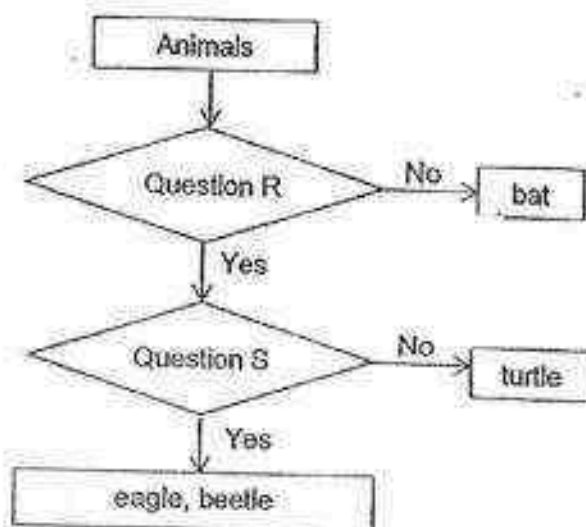 Animals
Question R
No
bat
Yes
Question S
No
turtle
Yes
eagle, beetle